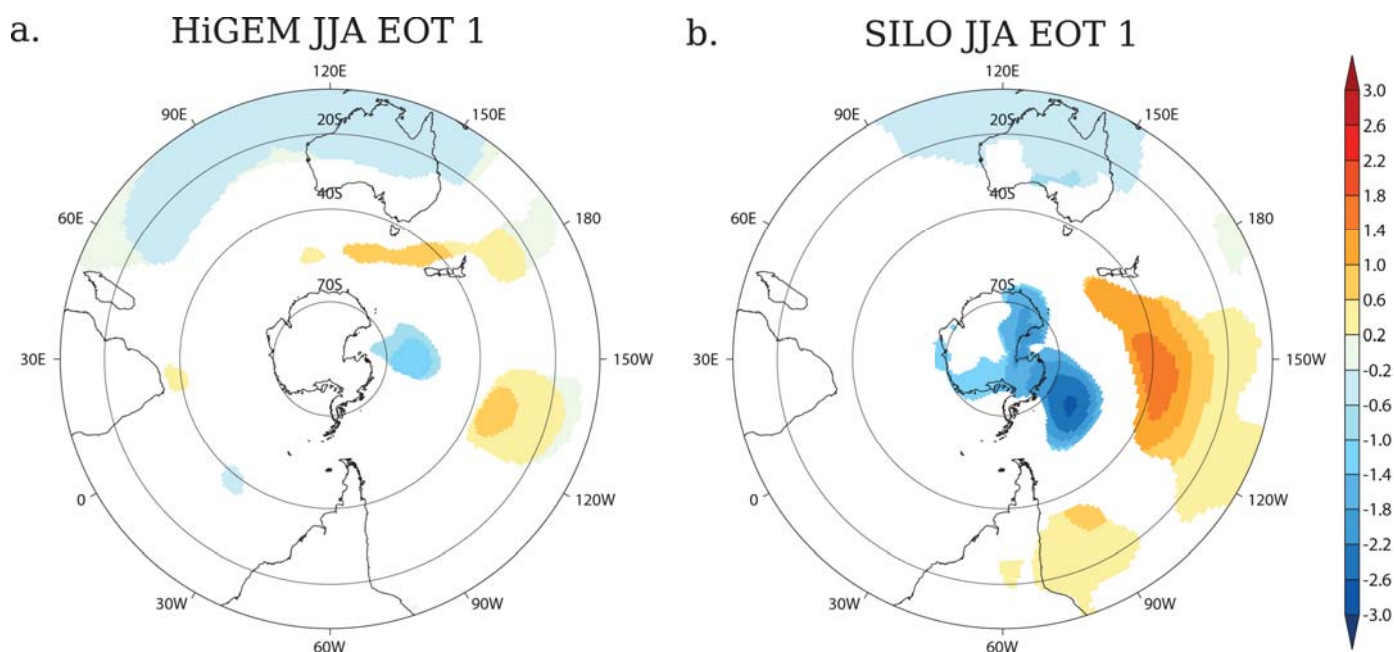 a. HiGEM JJA EOT 1
b. SILO JJA EOT 1
120E
90E
150E
20S
60E
40S
180
70S
30E
150W
0
120W
30W
90W
60W
120E
90E
150E
20S
60E
40S
180
70S
30E
150W
0
120W
30W
90W
60W
3.0
2.6
2.2
1.8
1.4
1.0
0.6
-0.2
-0.6
-1.0
-1.4
-1.8
-2.2
-2.6
-3.0